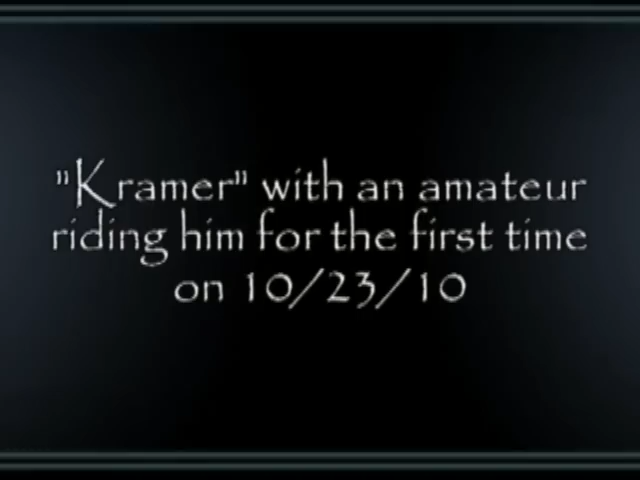 "Kramer" with an amateur
riding him for the first time
on 10/23/10